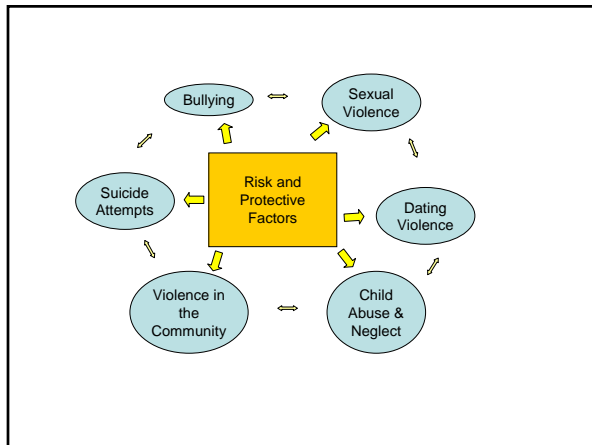 Bullying
Sexual
Violence
Risk and
Protective
Factors
Suicide
Attempts
Dating
Violence
Violence in
the
Community
Child
Abuse &
Neglect